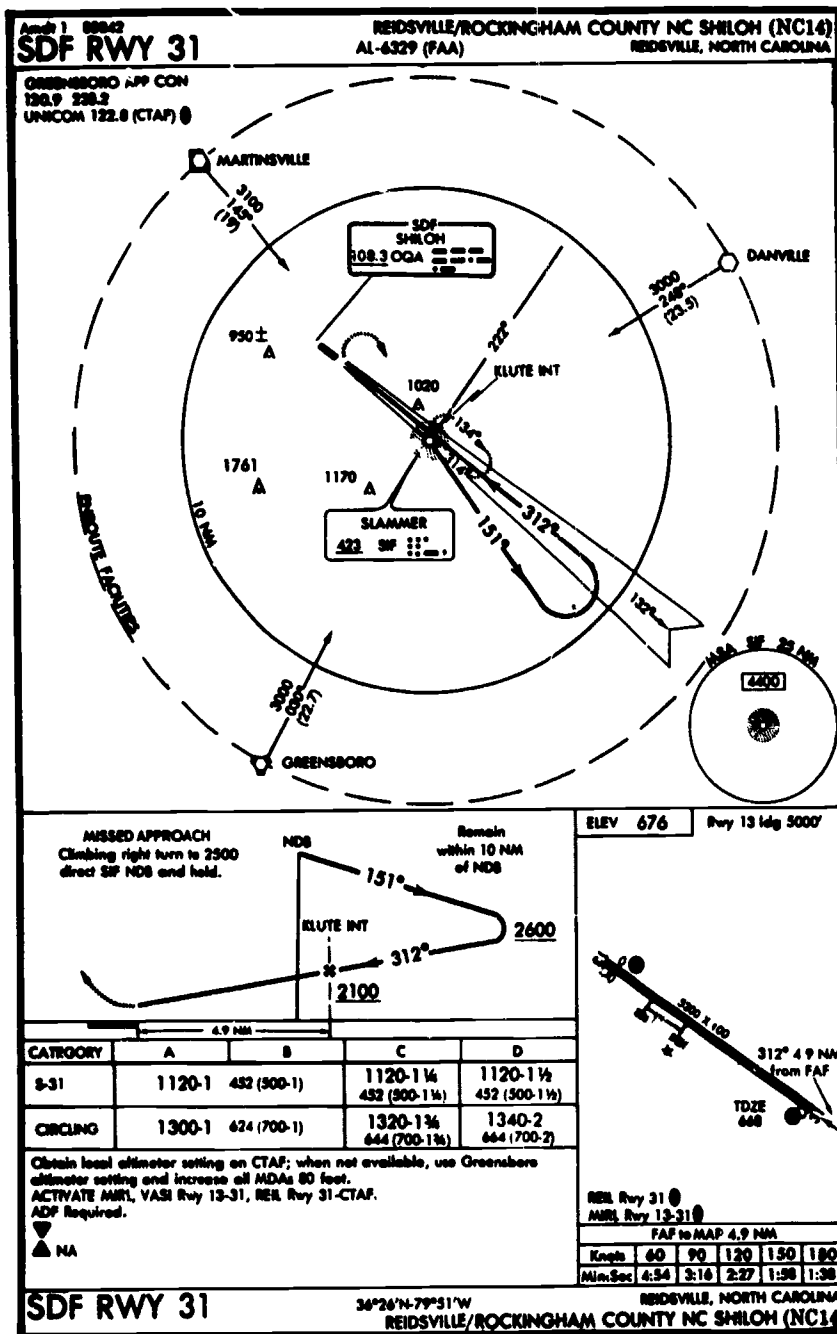 Amdt 1
SDF RWY 31
AL-6329 (FAA)
REIDSVILLE/ROCKINGHAM COUNTY NC SHILOH (NC14)
REIDSVILLE, NORTH CAROLINA
GREENSBORO APP CON
120.9 238.2
UNICOM 122.8 (CTAF)
MARTINSVILLE
3100
145°
(19)
SDF
SHILOH
108.3 OQA
DANVILLE
3000
248°
(23.5)
222°
950±
KLUTE INT
1020
134°
114°
1761
1170
SLAMMER
423 SIF
312°
151°
132°
10 NM
ENROUTE FACILITIES
3000
030°
(22.7)
GREENSBORO
MSA SIF 25 NM
4400
MISSED APPROACH
Climbing right turn to 2500
direct SIF NDB and hold.
NDB
Remain
within 10 NM
of NDB
151°
KLUTE INT
2600
312°
2100
4.9 NM
ELEV 676
Rwy 13 ldg 5000'
5200 X 100
312° 4.9 NM
from FAF
TDZE
668
CATEGORY A B C D
S-31 1120-1 452 (500-1) 1120-1¼ 452 (500-1¼) 1120-1½ 452 (500-1½)
CIRCLING 1300-1 624 (700-1) 1320-1¾ 644 (700-1¾) 1340-2 664 (700-2)
Obtain local altimeter setting on CTAF; when not available, use Greensboro
altimeter setting and increase all MDAs 80 feet.
ACTIVATE MIRL, VASI Rwy 13-31, REIL Rwy 31-CTAF.
ADF Required.
NA
REIL Rwy 31
MIRL Rwy 13-31
FAF to MAP 4.9 NM
Knots 60 90 120 150 180
Min:Sec 4:54 3:16 2:27 1:58 1:38
SDF RWY 31
36°26'N-79°51'W
REIDSVILLE, NORTH CAROLINA
REIDSVILLE/ROCKINGHAM COUNTY NC SHILOH (NC14